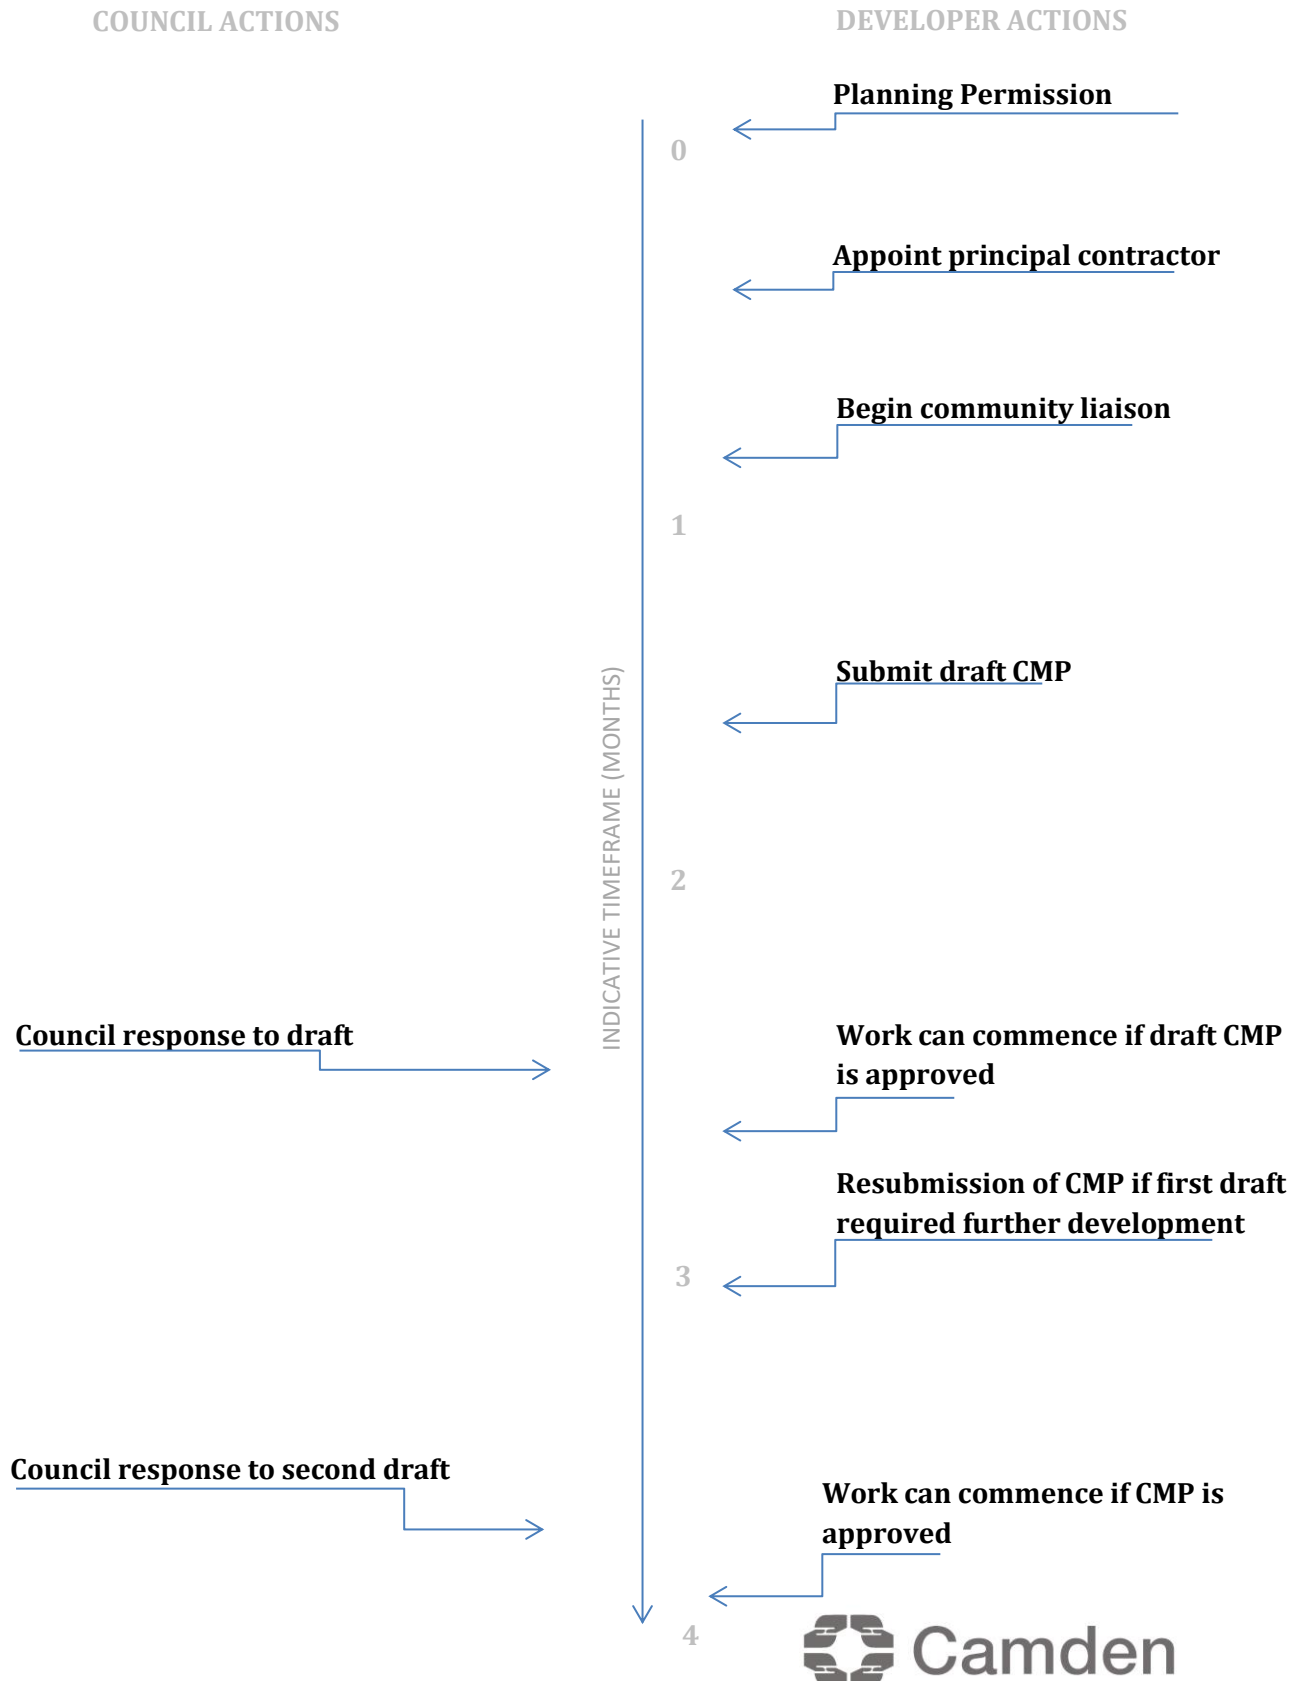 COUNCIL ACTIONS
DEVELOPER ACTIONS
Planning Permission
0
Appoint principal contractor
Begin community liaison
1
Submit draft CMP
INDICATIVE TIMEFRAME (MONTHS)
2
Council response to draft
Work can commence if draft CMP
is approved
Resubmission of CMP if first draft
required further development
3
Council response to second draft
Work can commence if CMP is
approved
4
Camden